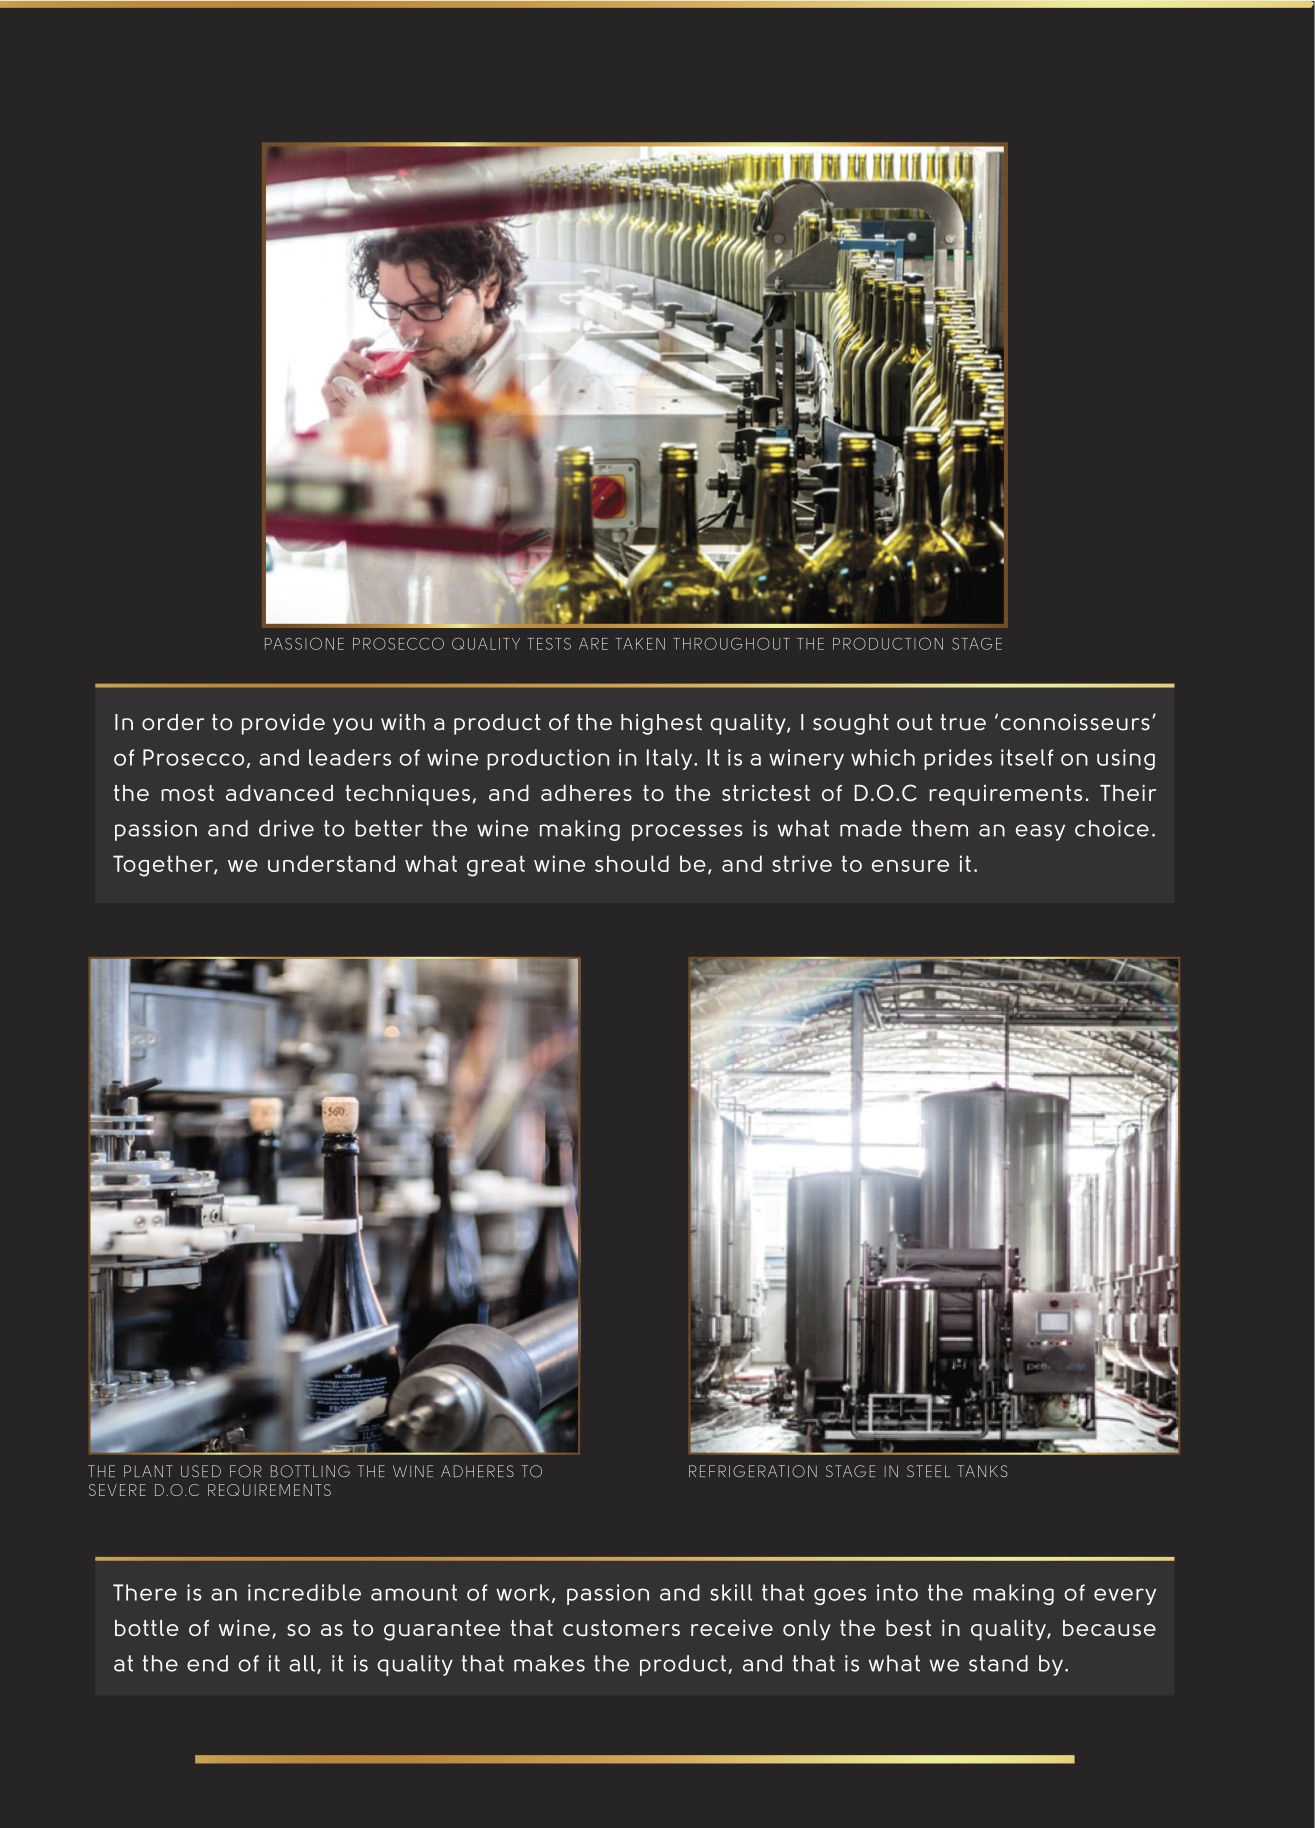 PASSIONE PROSECCO QUALITY TESTS ARE TAKEN THROUGHOUT THE PRODUCTION STAGE
In order to provide you with a product of the highest quality, I sought out true ‘connoisseurs’
of Prosecco, and leaders of wine production in Italy. It is a winery which prides itself on using
the most advanced techniques, and adheres to the strictest of D.O.C requirements. Their
passion and drive to better the wine making processes is what made them an easy choice.
Together, we understand what great wine should be, and strive to ensure it.
-560
sacchetto
THE PLANT USED FOR BOTTLING THE WINE ADHERES TO
SEVERE D.O.C REQUIREMENTS
REFRIGERATION STAGE IN STEEL TANKS
There is an incredible amount of work, passion and skill that goes into the making of every
bottle of wine, so as to guarantee that customers receive only the best in quality, because
at the end of it all, it is quality that makes the product, and that is what we stand by.